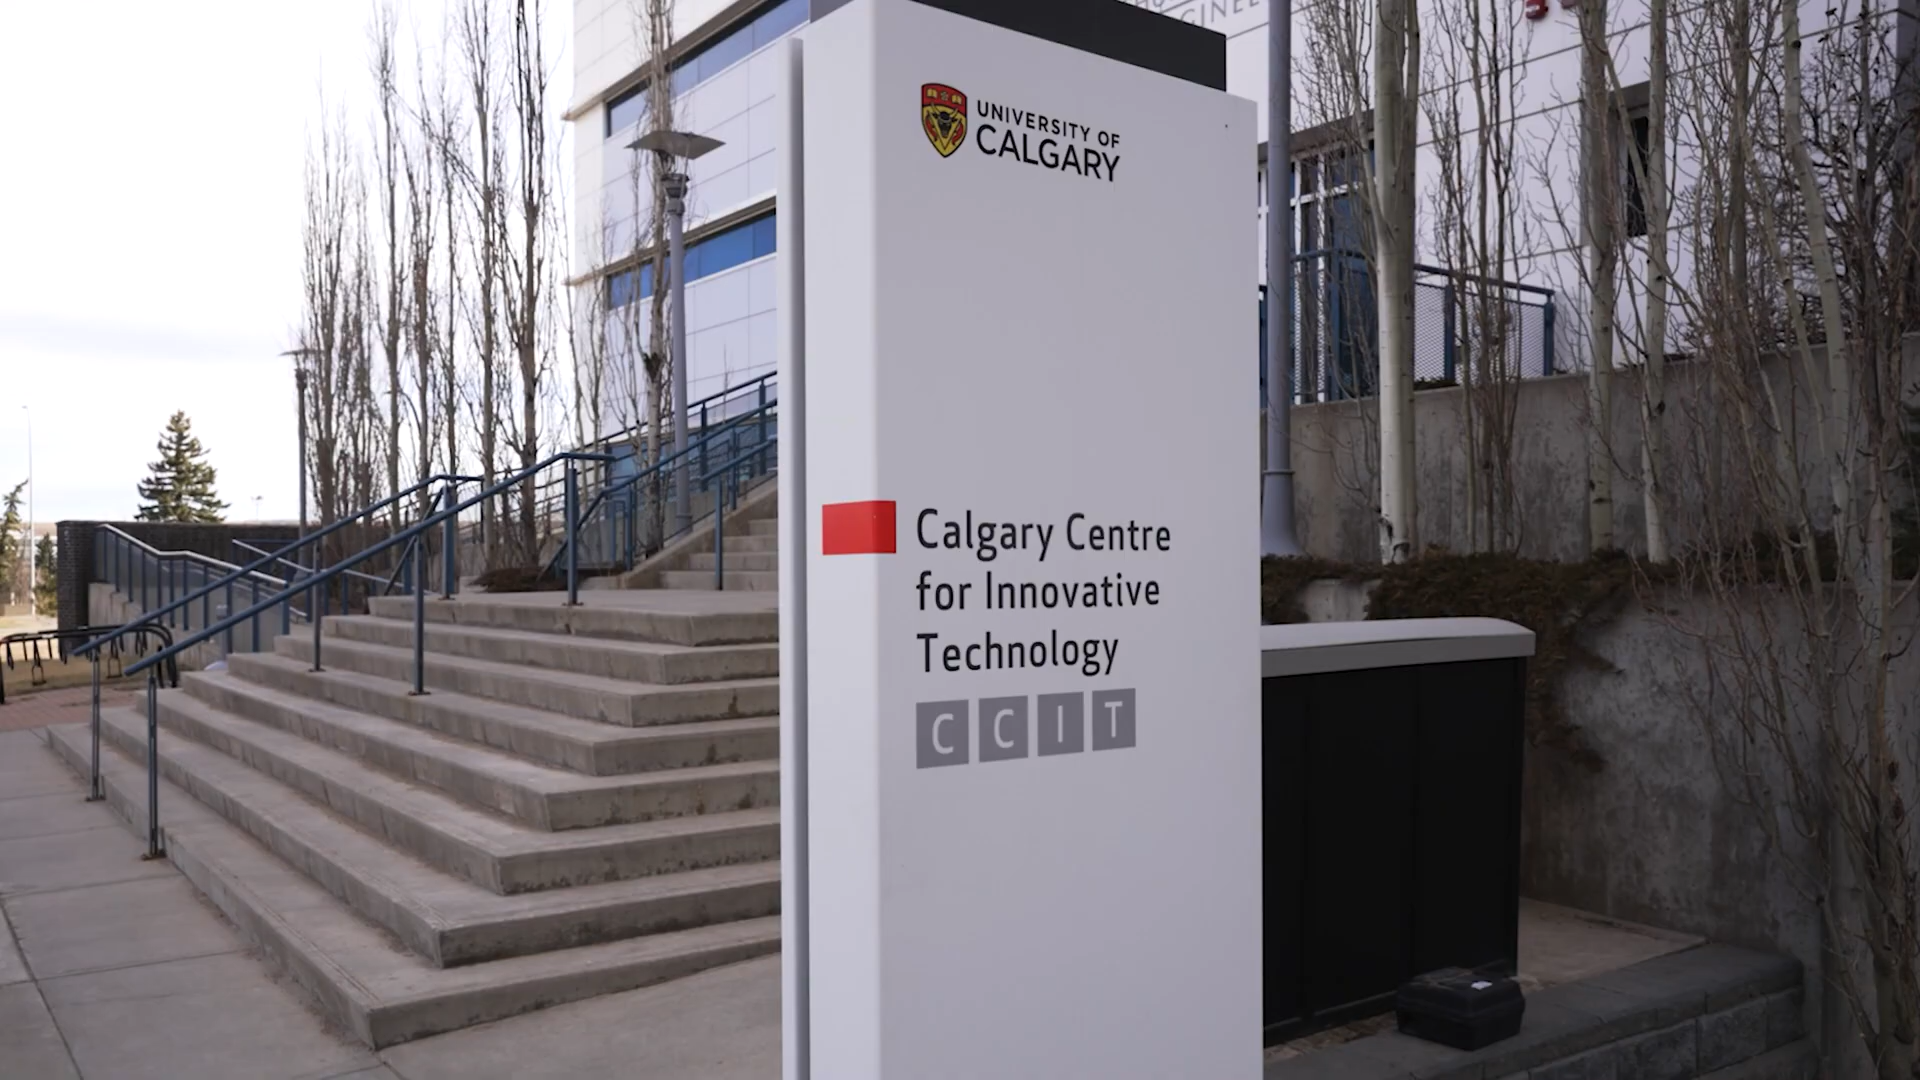 UNIVERSITY OF
CALGARY
Calgary Centre
for Innovative
Technology
CCIT